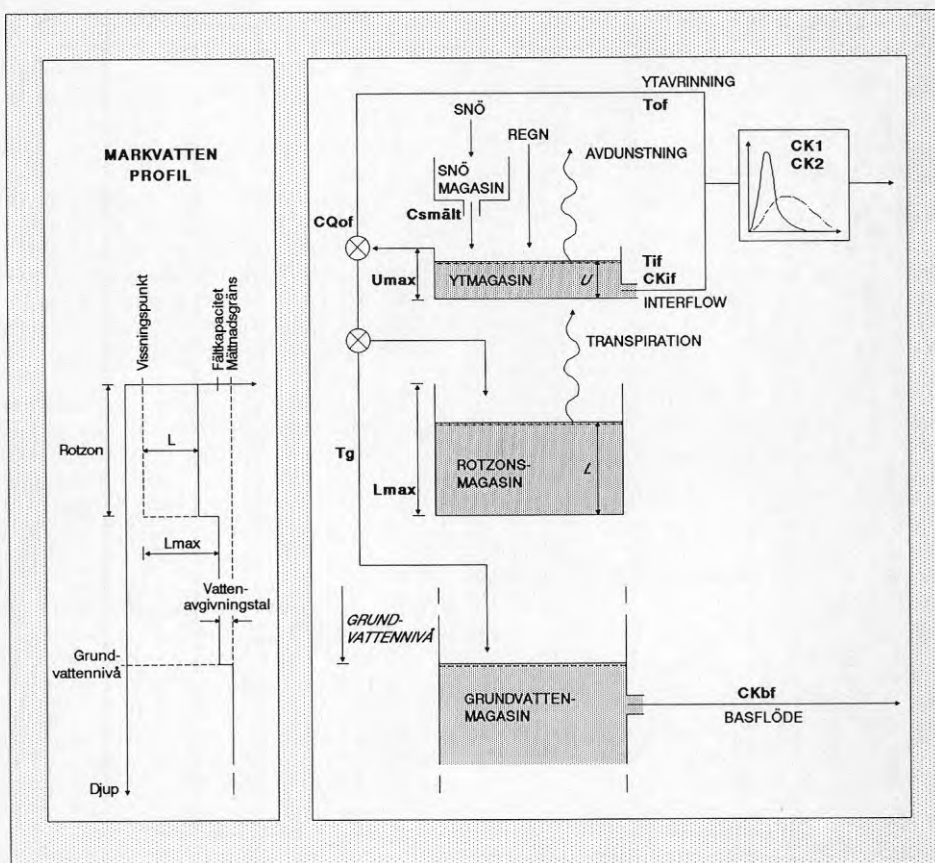 MARKVATTEN
PROFIL
Vissningspunkt
Fältkapacitet
Mättnadsgräns
Rotzon
L
Lmax
Vatten-
avgivningstal
Grund-
vattennivå
Djup
YTAVRINNING
Tof
SNÖ
REGN
AVDUNSTNING
CK1
CK2
SNÖ
MAGASIN
Csmält
CQof
Umax
YTMAGASIN
U
Tif
CKif
INTERFLOW
TRANSPIRATION
Tg
Lmax
ROTZONS-
MAGASIN
L
GRUND-
VATTENNIVÅ
GRUNDVATTEN-
MAGASIN
CKbf
BASFLÖDE